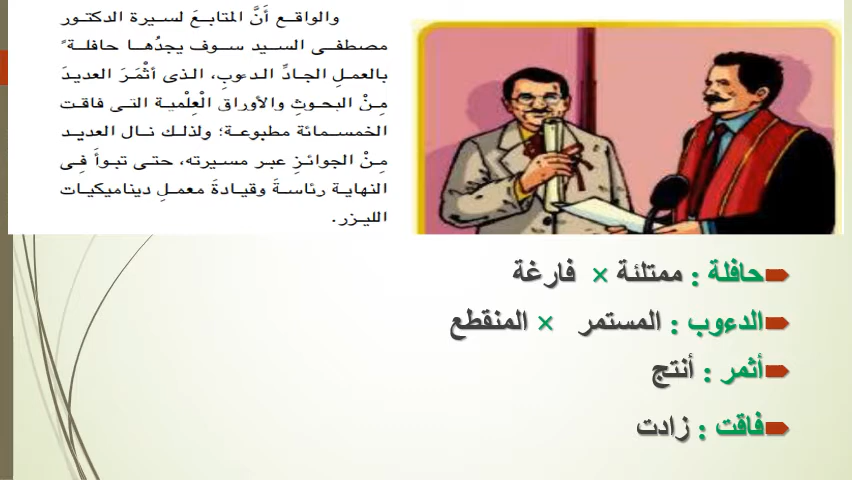 والواقع أَنَّ المتابعَ لسيرة الدكتور
مصطفى السيد سوف يجدُها حافلةً
بالعملِ الجادِّ الدءوبِ، الذى أثْمَرَ العديدَ
مِنْ البحوثِ والأوراقِ الْعِلْمية التى فاقت
الخمسمائة مطبوعة؛ ولذلك نال العديد
مِنْ الجوائزِ عبر مسيرته، حتى تبوأَ فِى
النهاية رئاسةَ وقيادةَ معملِ ديناميكيات
الليزر.
حافلة : ممتلئة × فارغة
الدءوب : المستمر × المنقطع
أثمر : أنتج
فاقت : زادت